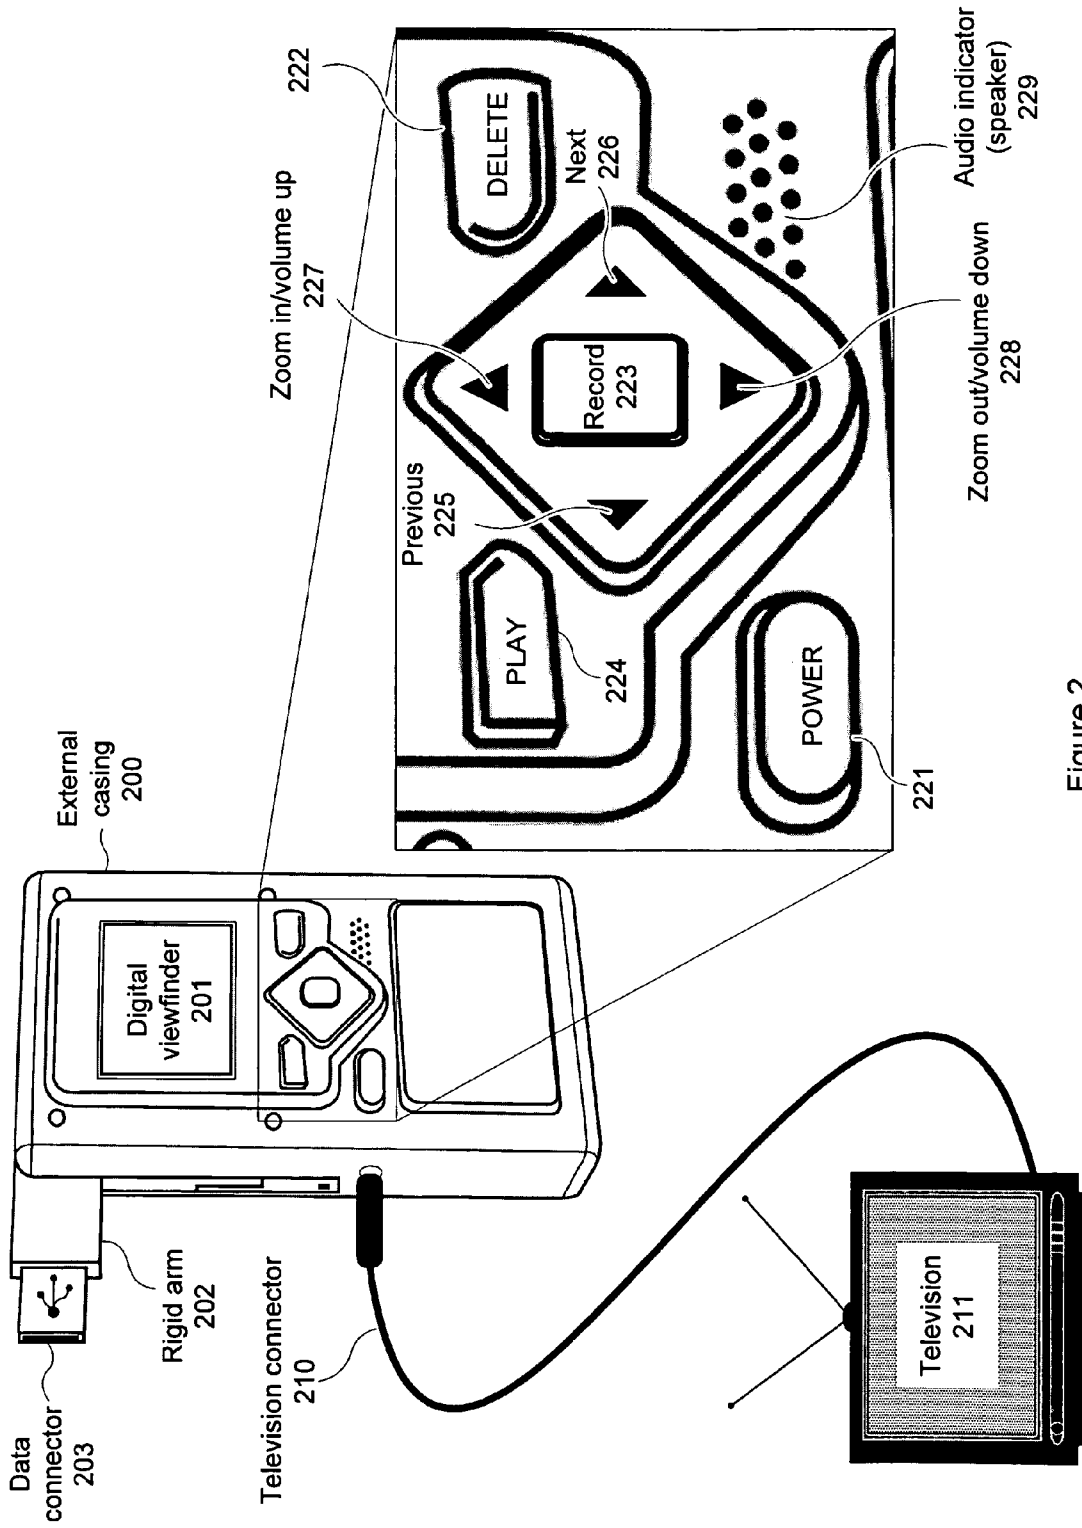 Data
connector
203
Rigid arm
202
External
casing
200
Digital
viewfinder
201
Television connector
210
Television
211
Zoom in/volume up
227
222
DELETE
Next
226
Previous
225
Record
223
PLAY
224
POWER
221
Audio indicator
(speaker)
229
Zoom out/volume down
228
Figure 2